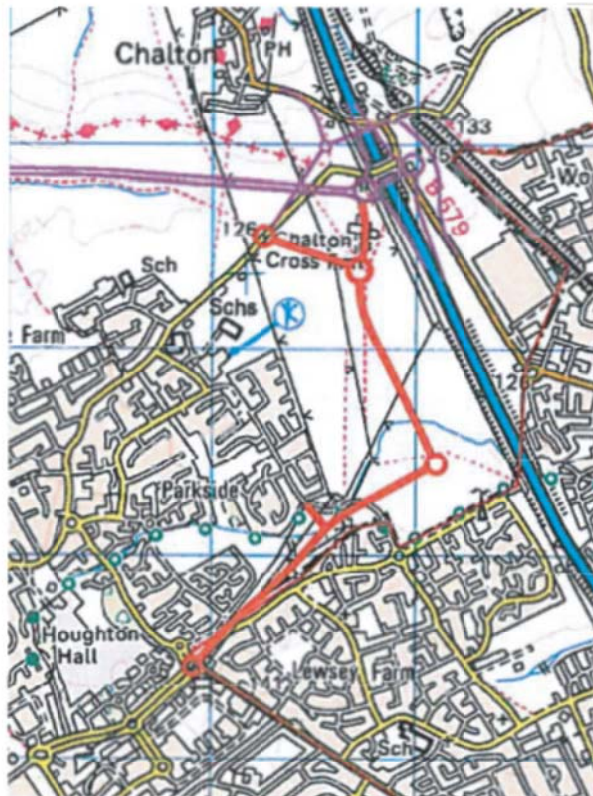 Chalton
PH
133
B 579
Wo
126
Chalton
Cross
Sch
Schs
K
e Farm
126
Parkside
Houghton
Hall
Lewsey Farm
Sch